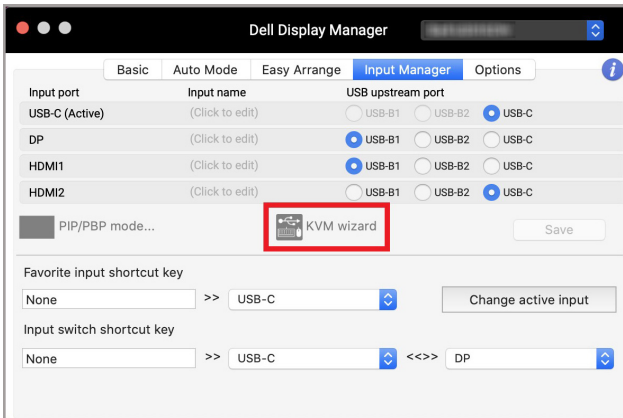 Dell Display Manager
Basic Auto Mode Easy Arrange Input Manager Options i
Input port Input name USB upstream port
USB-C (Active) (Click to edit) USB-B1 USB-B2 USB-C
DP (Click to edit) USB-B1 USB-B2 USB-C
HDMI1 (Click to edit) USB-B1 USB-B2 USB-C
HDMI2 (Click to edit) USB-B1 USB-B2 USB-C
PIP/PBP mode... KVM wizard Save
Favorite input shortcut key
None >> USB-C Change active input
Input switch shortcut key
None >> USB-C <<>> DP